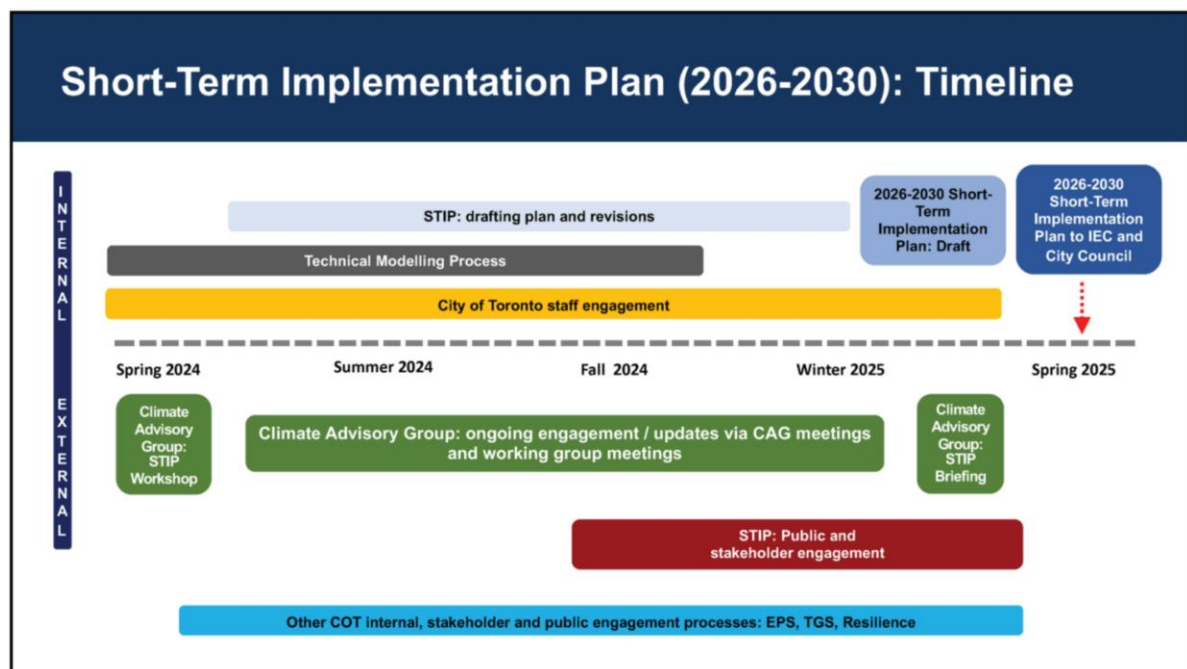 Short-Term Implementation Plan (2026-2030): Timeline
INTERNAL
STIP: drafting plan and revisions
2026-2030 Short-
Term
Implementation
Plan: Draft
2026-2030
Short-Term
Implementation
Plan to IEC and
City Council
Technical Modelling Process
City of Toronto staff engagement
Spring 2024
Summer 2024
Fall 2024
Winter 2025
Spring 2025
EXTERNAL
Climate
Advisory
Group:
STIP
Workshop
Climate Advisory Group: ongoing engagement / updates via CAG meetings
and working group meetings
Climate
Advisory
Group:
STIP
Briefing
STIP: Public and
stakeholder engagement
Other COT internal, stakeholder and public engagement processes: EPS, TGS, Resilience